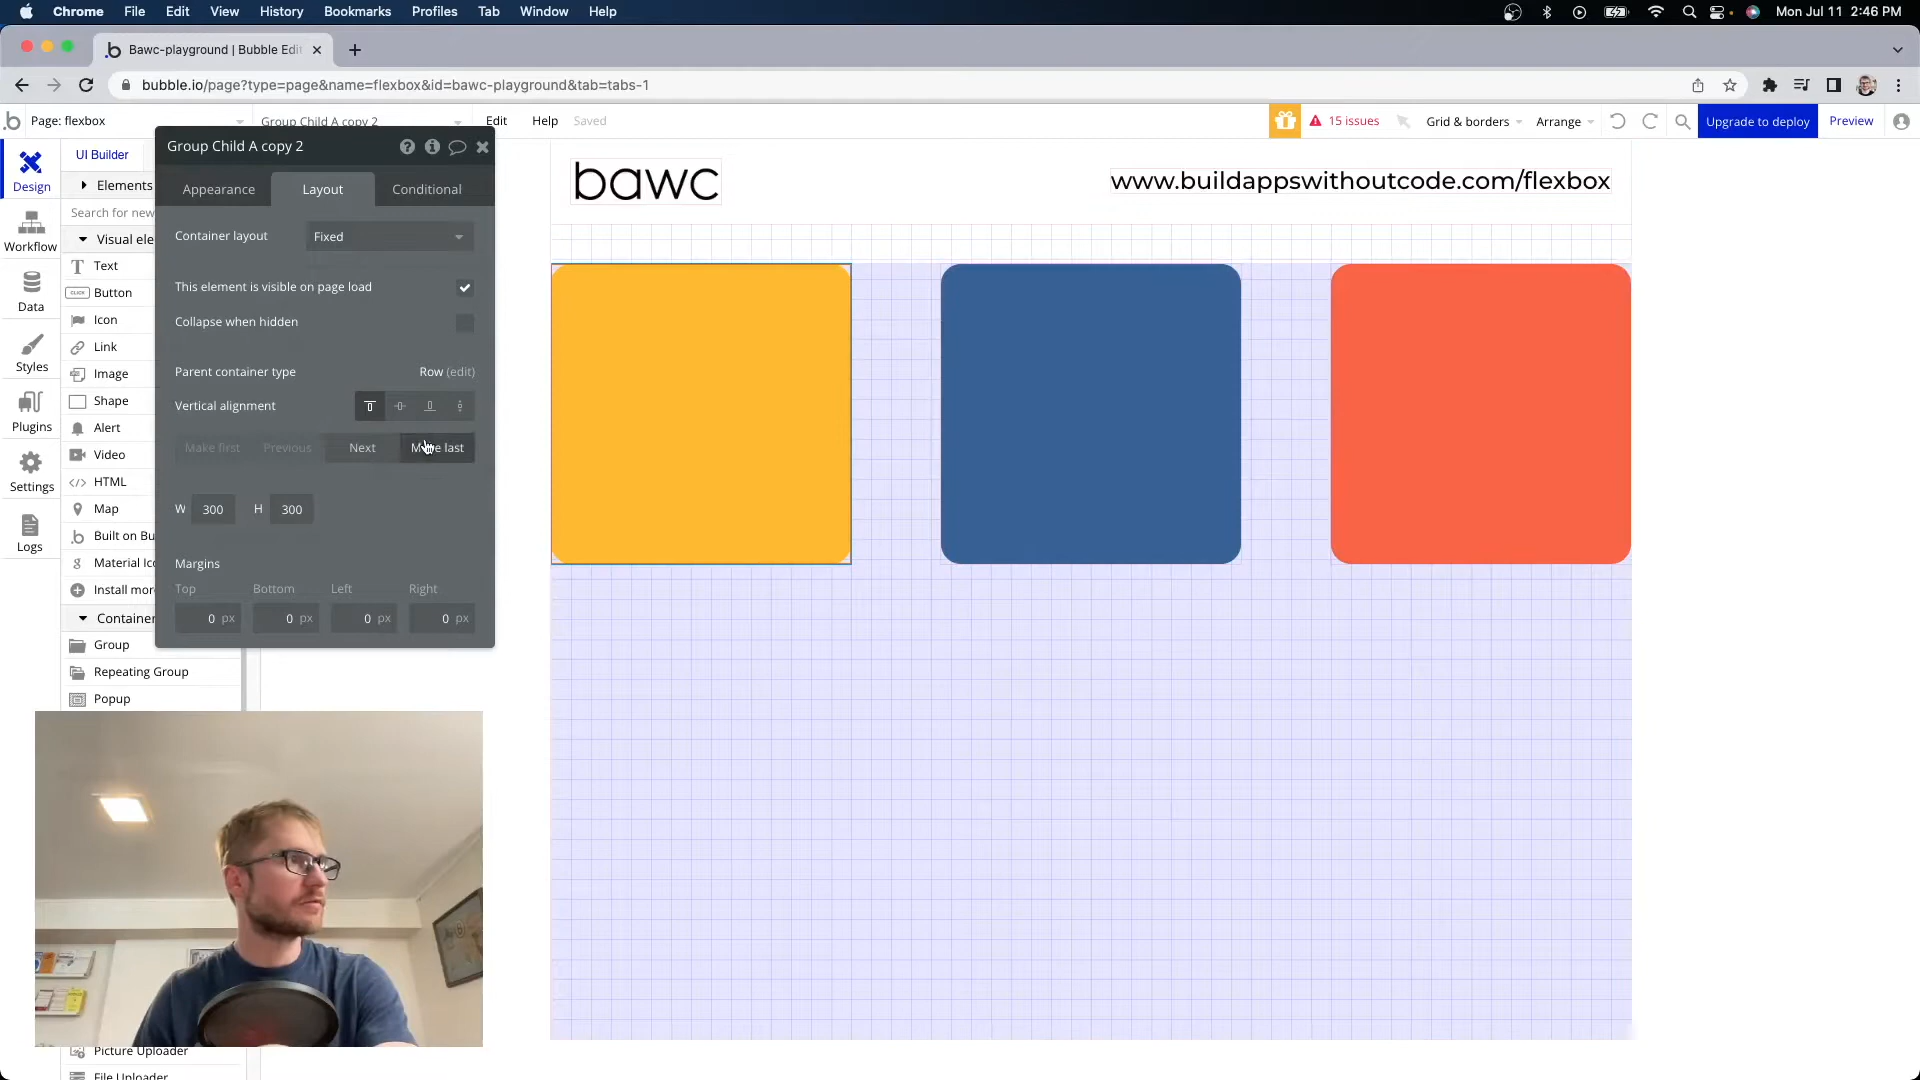 Chrome File Edit View History Bookmarks Profiles Tab Window Help Mon Jul 11 2:46 PM
Bawc-playground | Bubble Edit
bubble.io/page?type=page&name=flexbox&id=bawc-playground&tab=tabs-1
Page: flexbox Group Child A copy 2 Edit Help Saved 15 issues Grid & borders Arrange Upgrade to deploy Preview
Group Child A copy 2
Appearance Layout Conditional
Container layout Fixed
This element is visible on page load
Collapse when hidden
Parent container type Row (edit)
Vertical alignment
Make first Previous Next last
W 300 H 300
Margins
Top Bottom Left Right
0 px 0 px 0 px 0 px
Design
Workflow
Data
Styles
Plugins
Settings
Logs
UI Builder
Elements
Search for new
Visual ele
Text
Button
Icon
Link
Image
Shape
Alert
Video
HTML
Map
Built on Bu
Material Ico
Install mor
Container
Group
Repeating Group
Popup
Picture Uploader
File Uploader
bawc
www.buildappswithoutcode.com/flexbox